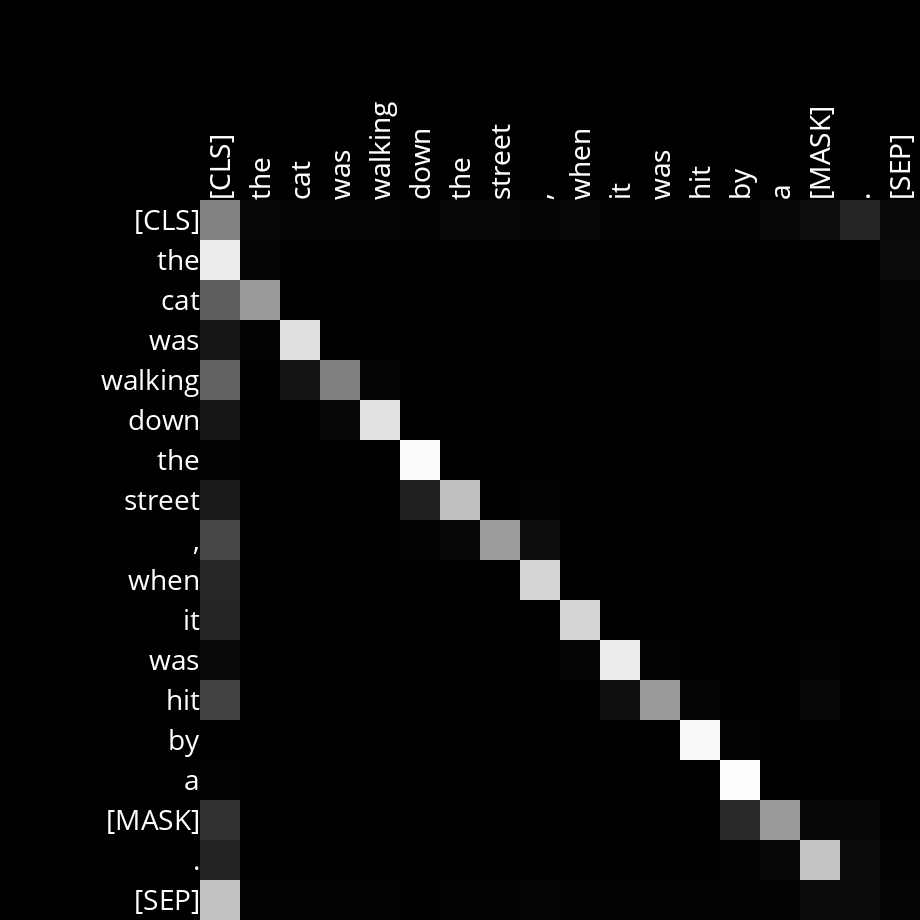 [CLS] the cat was walking down the street , when it was hit by a [MASK] . [SEP]
[CLS]
the
cat
was
walking
down
the
street
,
when
it
was
hit
by
a
[MASK]
.
[SEP]